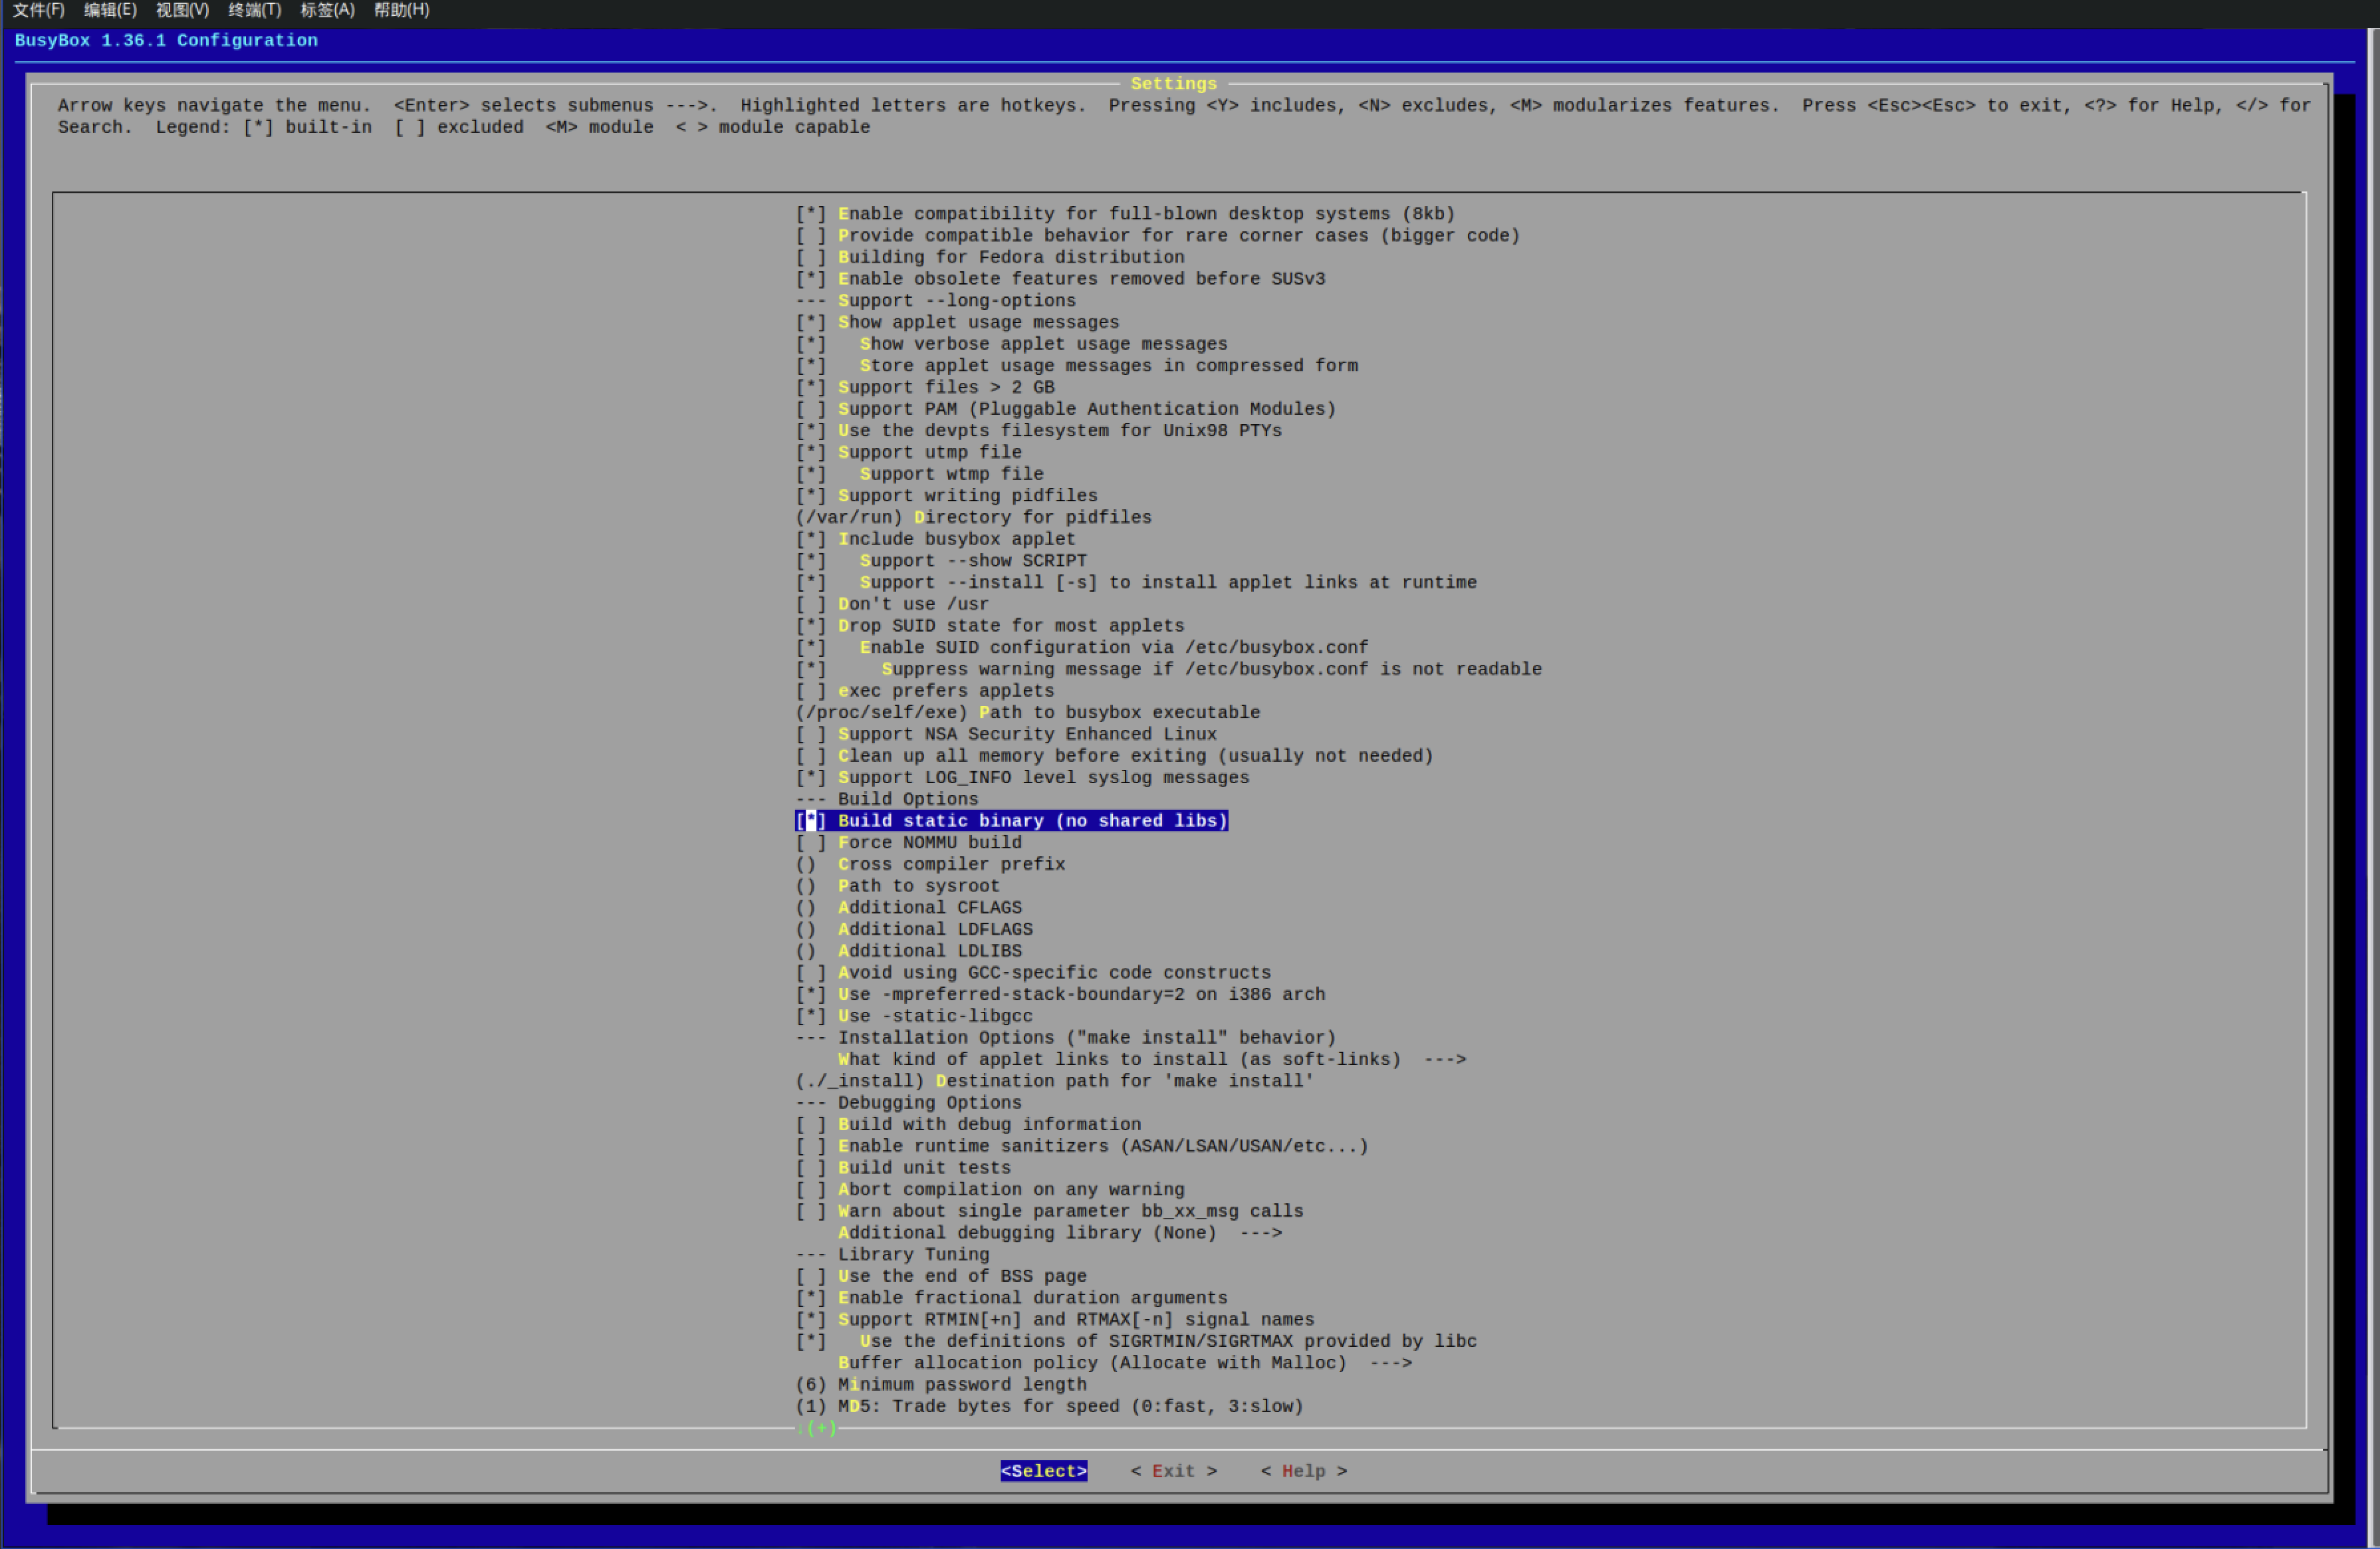 文件(F) 编辑(E) 视图(V) 终端(T) 标签(A) 帮助(H)
BusyBox 1.36.1 Configuration
Settings
Arrow keys navigate the menu.  <Enter> selects submenus --->.  Highlighted letters are hotkeys.  Pressing <Y> includes, <N> excludes, <M> modularizes features.  Press <Esc><Esc> to exit, <?> for Help, </> for
Search.  Legend: [*] built-in  [ ] excluded  <M> module  < > module capable
[*] Enable compatibility for full-blown desktop systems (8kb)
[ ] Provide compatible behavior for rare corner cases (bigger code)
[ ] Building for Fedora distribution
[*] Enable obsolete features removed before SUSv3
--- Support --long-options
[*] Show applet usage messages
[*]   Show verbose applet usage messages
[*]   Store applet usage messages in compressed form
[*] Support files > 2 GB
[ ] Support PAM (Pluggable Authentication Modules)
[*] Use the devpts filesystem for Unix98 PTYs
[*] Support utmp file
[*]   Support wtmp file
[*] Support writing pidfiles
(/var/run) Directory for pidfiles
[*] Include busybox applet
[*]   Support --show SCRIPT
[*]   Support --install [-s] to install applet links at runtime
[ ] Don't use /usr
[*] Drop SUID state for most applets
[*]   Enable SUID configuration via /etc/busybox.conf
[*]     Suppress warning message if /etc/busybox.conf is not readable
[ ] exec prefers applets
(/proc/self/exe) Path to busybox executable
[ ] Support NSA Security Enhanced Linux
[ ] Clean up all memory before exiting (usually not needed)
[*] Support LOG_INFO level syslog messages
--- Build Options
[*] Build static binary (no shared libs)
[ ] Force NOMMU build
()  Cross compiler prefix
()  Path to sysroot
()  Additional CFLAGS
()  Additional LDFLAGS
()  Additional LDLIBS
[ ] Avoid using GCC-specific code constructs
[*] Use -mpreferred-stack-boundary=2 on i386 arch
[*] Use -static-libgcc
--- Installation Options ("make install" behavior)
What kind of applet links to install (as soft-links)  --->
(./_install) Destination path for 'make install'
--- Debugging Options
[ ] Build with debug information
[ ] Enable runtime sanitizers (ASAN/LSAN/USAN/etc...)
[ ] Build unit tests
[ ] Abort compilation on any warning
[ ] Warn about single parameter bb_xx_msg calls
Additional debugging library (None)  --->
--- Library Tuning
[ ] Use the end of BSS page
[*] Enable fractional duration arguments
[*] Support RTMIN[+n] and RTMAX[-n] signal names
[*]   Use the definitions of SIGRTMIN/SIGRTMAX provided by libc
Buffer allocation policy (Allocate with Malloc)  --->
(6) Minimum password length
(1) MD5: Trade bytes for speed (0:fast, 3:slow)
:(+)
<Select>    < Exit >    < Help >